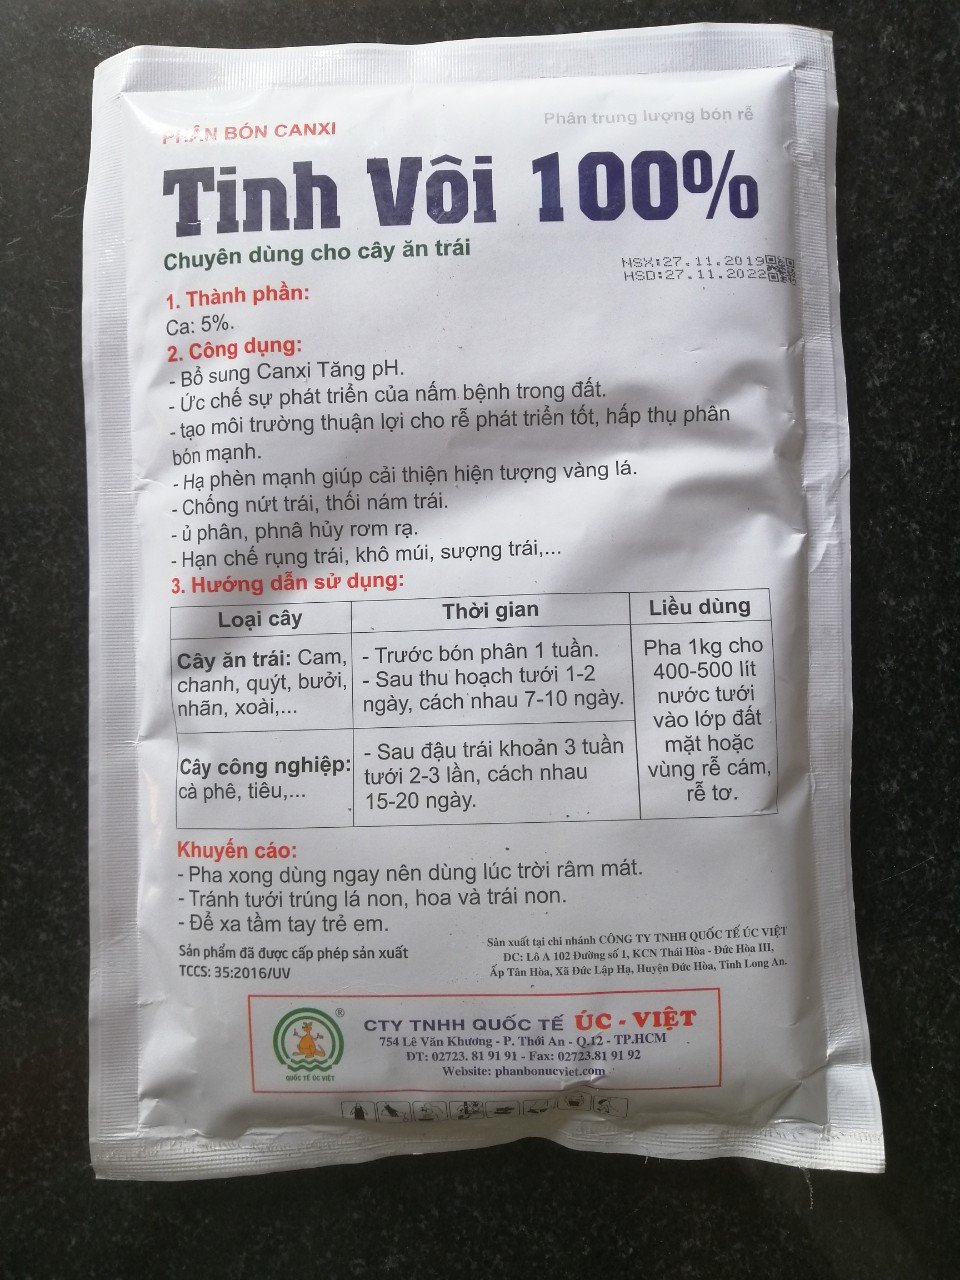 PHÂN BÓN CANXI
Phân trung lượng bón rễ
Tinh Vôi 100%
Chuyên dùng cho cây ăn trái
NSX:27.11.2019
HSD:27.11.2022
1. Thành phần:
Ca: 5%.
2. Công dụng:
- Bổ sung Canxi Tăng pH.
- Ức chế sự phát triển của nấm bệnh trong đất.
- tạo môi trường thuận lợi cho rễ phát triển tốt, hấp thụ phân
bón mạnh.
- Hạ phèn mạnh giúp cải thiện hiện tượng vàng lá.
- Chống nứt trái, thối nám trái.
- ủ phân, phnâ hủy rơm rạ.
- Hạn chế rụng trái, khô múi, sượng trái,...
3. Hướng dẫn sử dụng:
Loại cây
Thời gian
Liều dùng
Cây ăn trái: Cam,
chanh, quýt, bưởi,
nhãn, xoài,...
- Trước bón phân 1 tuần.
- Sau thu hoạch tưới 1-2
ngày, cách nhau 7-10 ngày.
Pha 1kg cho
400-500 lít
nước tưới
vào lớp đất
mặt hoặc
vùng rễ cám,
rễ tơ.
Cây công nghiệp:
cà phê, tiêu,...
- Sau đậu trái khoản 3 tuần
tưới 2-3 lần, cách nhau
15-20 ngày.
Khuyến cáo:
- Pha xong dùng ngay nên dùng lúc trời râm mát.
- Tránh tưới trúng lá non, hoa và trái non.
- Để xa tầm tay trẻ em.
Sản phẩm đã được cấp phép sản xuất
TCCS: 35:2016/UV
Sản xuất tại chi nhánh CÔNG TY TNHH QUỐC TẾ ÚC VIỆT
ĐC: Lô A 102 Đường số 1, KCN Thái Hòa - Đức Hòa III,
Ấp Tân Hòa, Xã Đức Lập Hạ, Huyện Đức Hòa, Tỉnh Long An.
®
QUỐC TẾ ÚC VIỆT
CTY TNHH QUỐC TẾ ÚC - VIỆT
754 Lê Văn Khương - P. Thới An - Q.12 - TP.HCM
ĐT: 02723. 81 91 91 - Fax: 02723.81 91 92
Website: phanbonucviet.com